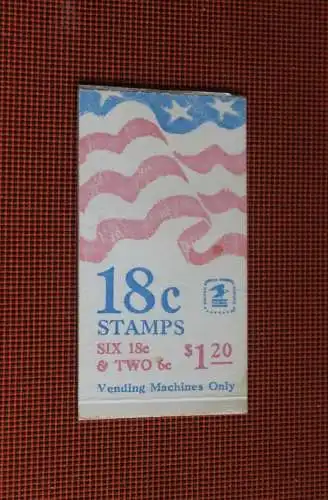 18c
STAMPS
SIX 18c
& TWO 6c $1.20
Vending Machines Only